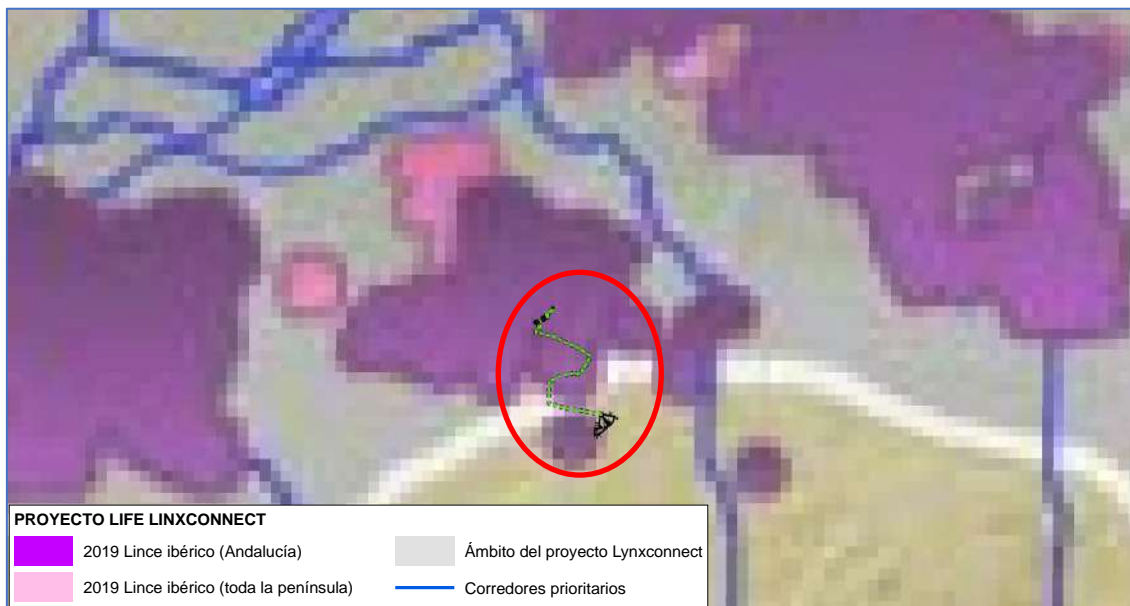 PROYECTO LIFE LINXCONNECT
2019 Lince ibérico (Andalucía)
Ámbito del proyecto Lynxconnect
2019 Lince ibérico (toda la península)
Corredores prioritarios